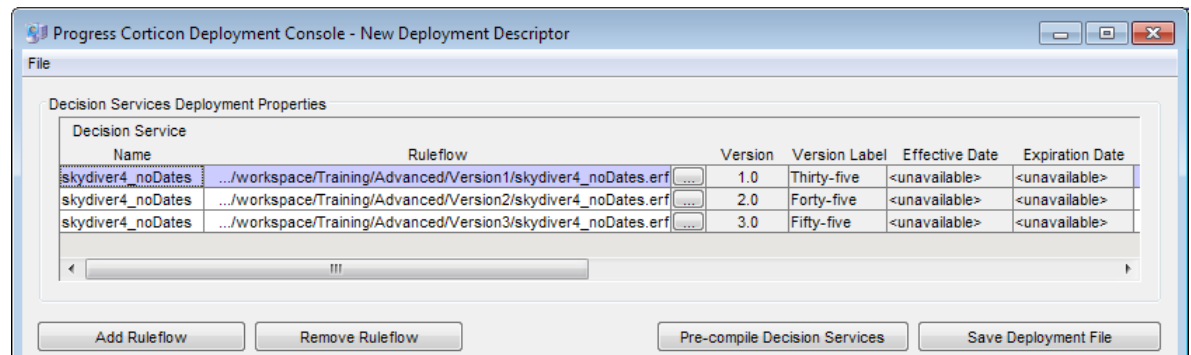 Progress Corticon Deployment Console - New Deployment Descriptor
File
Decision Services Deployment Properties
Decision Service
Name Ruleflow Version Version Label Effective Date Expiration Date
skydiver4_noDates .../workspace/Training/Advanced/Version1/skydiver4_noDates.erf ... 1.0 Thirty-five <unavailable> <unavailable>
skydiver4_noDates .../workspace/Training/Advanced/Version2/skydiver4_noDates.erf ... 2.0 Forty-five <unavailable> <unavailable>
skydiver4_noDates .../workspace/Training/Advanced/Version3/skydiver4_noDates.erf ... 3.0 Fifty-five <unavailable> <unavailable>
Add Ruleflow Remove Ruleflow Pre-compile Decision Services Save Deployment File